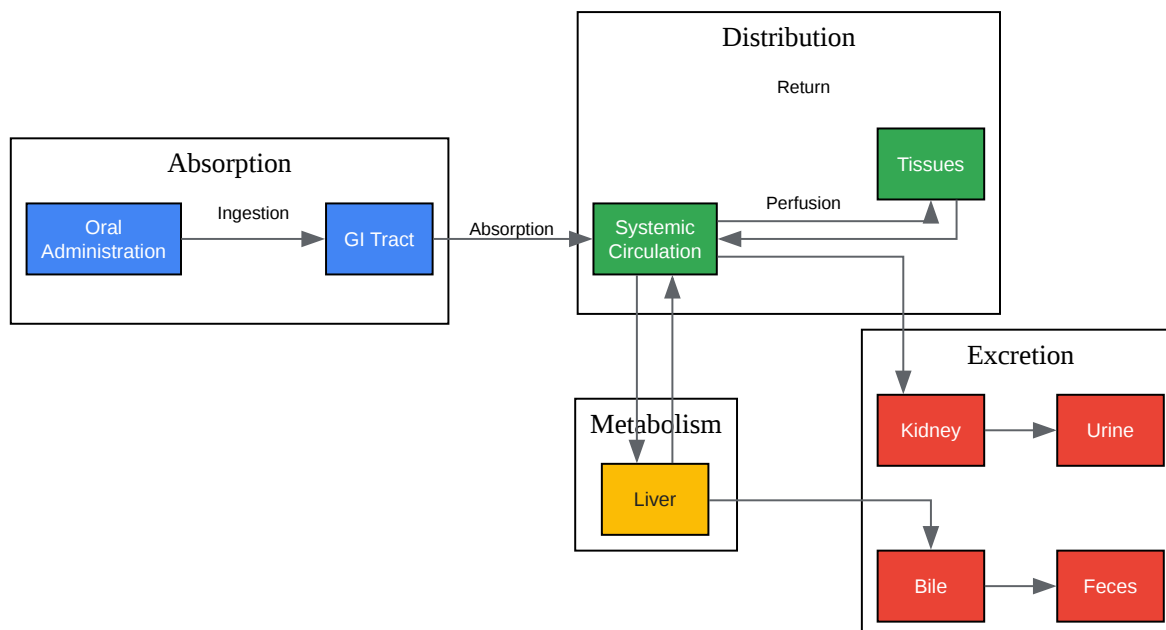 Distribution
Return
Absorption
Tissues
Ingestion
Perfusion
Oral
Administration
GI Tract
Absorption
Systemic
Circulation
Excretion
Metabolism
Kidney
Urine
Liver
Bile
Feces